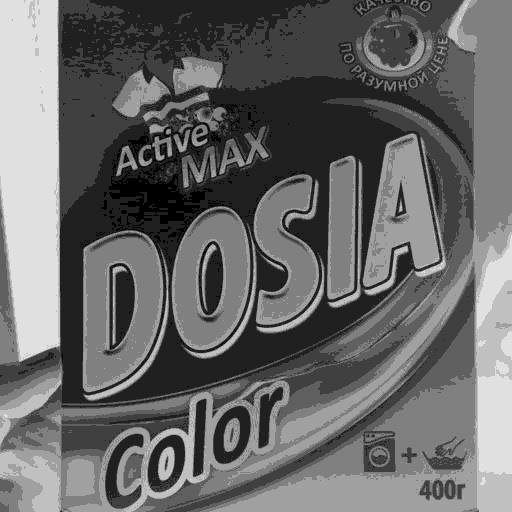 КАЧЕСТВО
ПО РАЗУМНОЙ ЦЕНЕ
Active
MAX
DOSIA
Color
+
400г